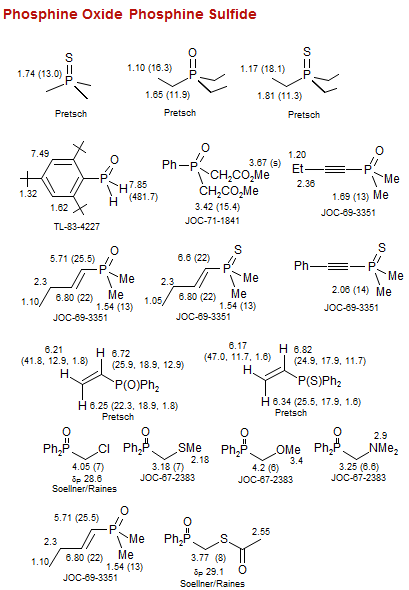 Phosphine Oxide Phosphine Sulfide
S
P
1.74 (13.0)
Pretsch
O
P
1.10 (16.3)
1.65 (11.9)
Pretsch
S
P
1.17 (18.1)
1.81 (11.3)
Pretsch
7.49
O
P
H
H
7.85
(481.7)
1.32
1.62
TL-83-4227
O
Ph P
3.67 (s)
CH2CO2Me
CH2CO2Me
3.42 (15.4)
JOC-71-1841
1.20
Et
2.36
O
P
Me
Me
1.69 (13)
JOC-69-3351
5.71 (25.5)
O
P
Me
Me
2.3
1.10
6.80 (22)
1.54 (13)
JOC-69-3351
6.6 (22)
S
P
Me
Me
2.3
1.05
6.80 (22)
1.54 (13)
JOC-69-3351
Ph
S
P
Me
Me
2.06 (14)
JOC-69-3351
6.21
(41.8, 12.9, 1.8)
H
6.72
(25.9, 18.9, 12.9)
H
P(O)Ph2
H 6.25 (22.3, 18.9, 1.8)
Pretsch
6.17
(47.0, 11.7, 1.6)
H
6.82
(24.9, 17.9, 11.7)
H
P(S)Ph2
H 6.34 (25.5, 17.9, 1.6)
Pretsch
O
Ph2P
Cl
4.05 (7)
δP 28.6
Soellner/Raines
O
Ph2P
SMe
3.18 (7)
2.18
JOC-67-2383
O
Ph2P
OMe
4.2 (6)
3.4
JOC-67-2383
O
Ph2P
2.9
NMe2
3.25 (6.6)
JOC-67-2383
5.71 (25.5)
O
P
Me
Me
2.3
1.10
6.80 (22)
1.54 (13)
JOC-69-3351
O
Ph2P
S
2.55
O
3.77 (8)
δP 29.1
Soellner/Raines